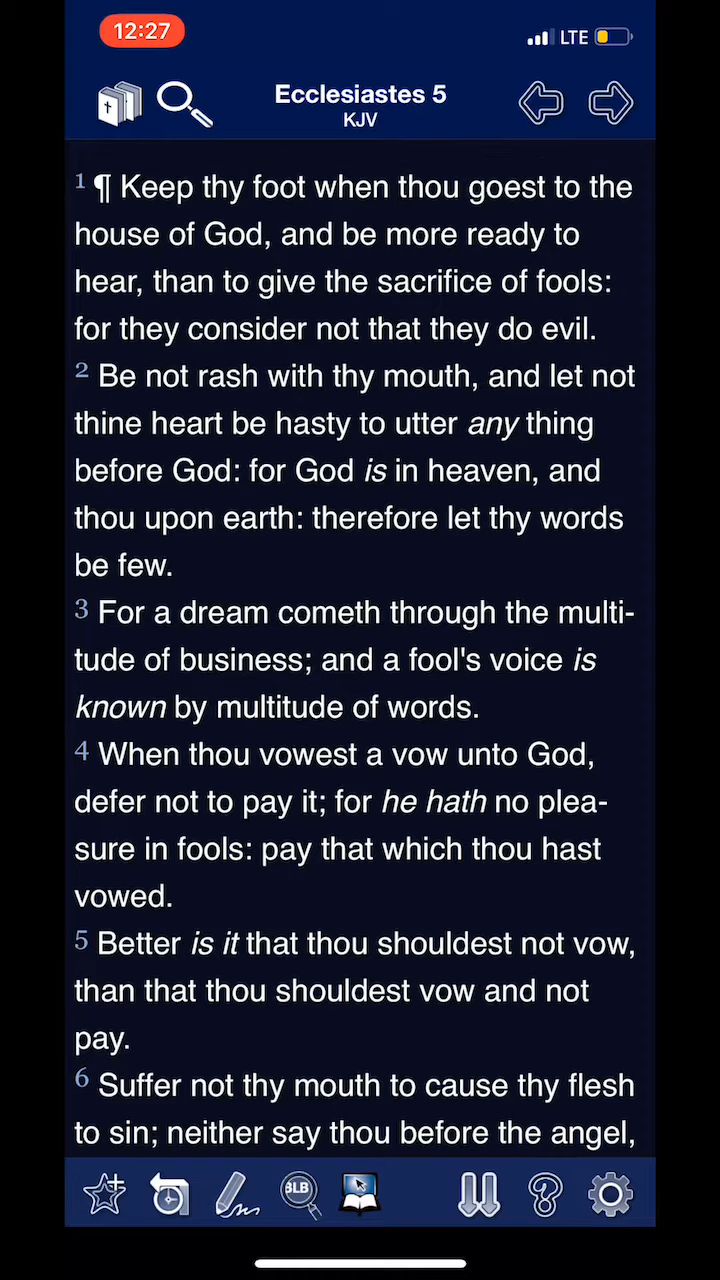 12:27
LTE
Ecclesiastes 5
KJV
1 ¶ Keep thy foot when thou goest to the
house of God, and be more ready to
hear, than to give the sacrifice of fools:
for they consider not that they do evil.
2 Be not rash with thy mouth, and let not
thine heart be hasty to utter any thing
before God: for God is in heaven, and
thou upon earth: therefore let thy words
be few.
3 For a dream cometh through the multi-
tude of business; and a fool's voice is
known by multitude of words.
4 When thou vowest a vow unto God,
defer not to pay it; for he hath no plea-
sure in fools: pay that which thou hast
vowed.
5 Better is it that thou shouldest not vow,
than that thou shouldest vow and not
pay.
6 Suffer not thy mouth to cause thy flesh
to sin; neither say thou before the angel,
BLB